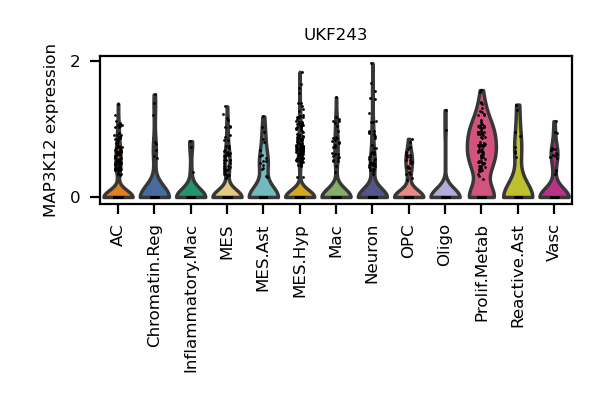 UKF243
MAP3K12 expression
2
0
AC
Chromatin.Reg
Inflammatory.Mac
MES
MES.Ast
MES.Hyp
Mac
Neuron
OPC
Oligo
Prolif.Metab
Reactive.Ast
Vasc